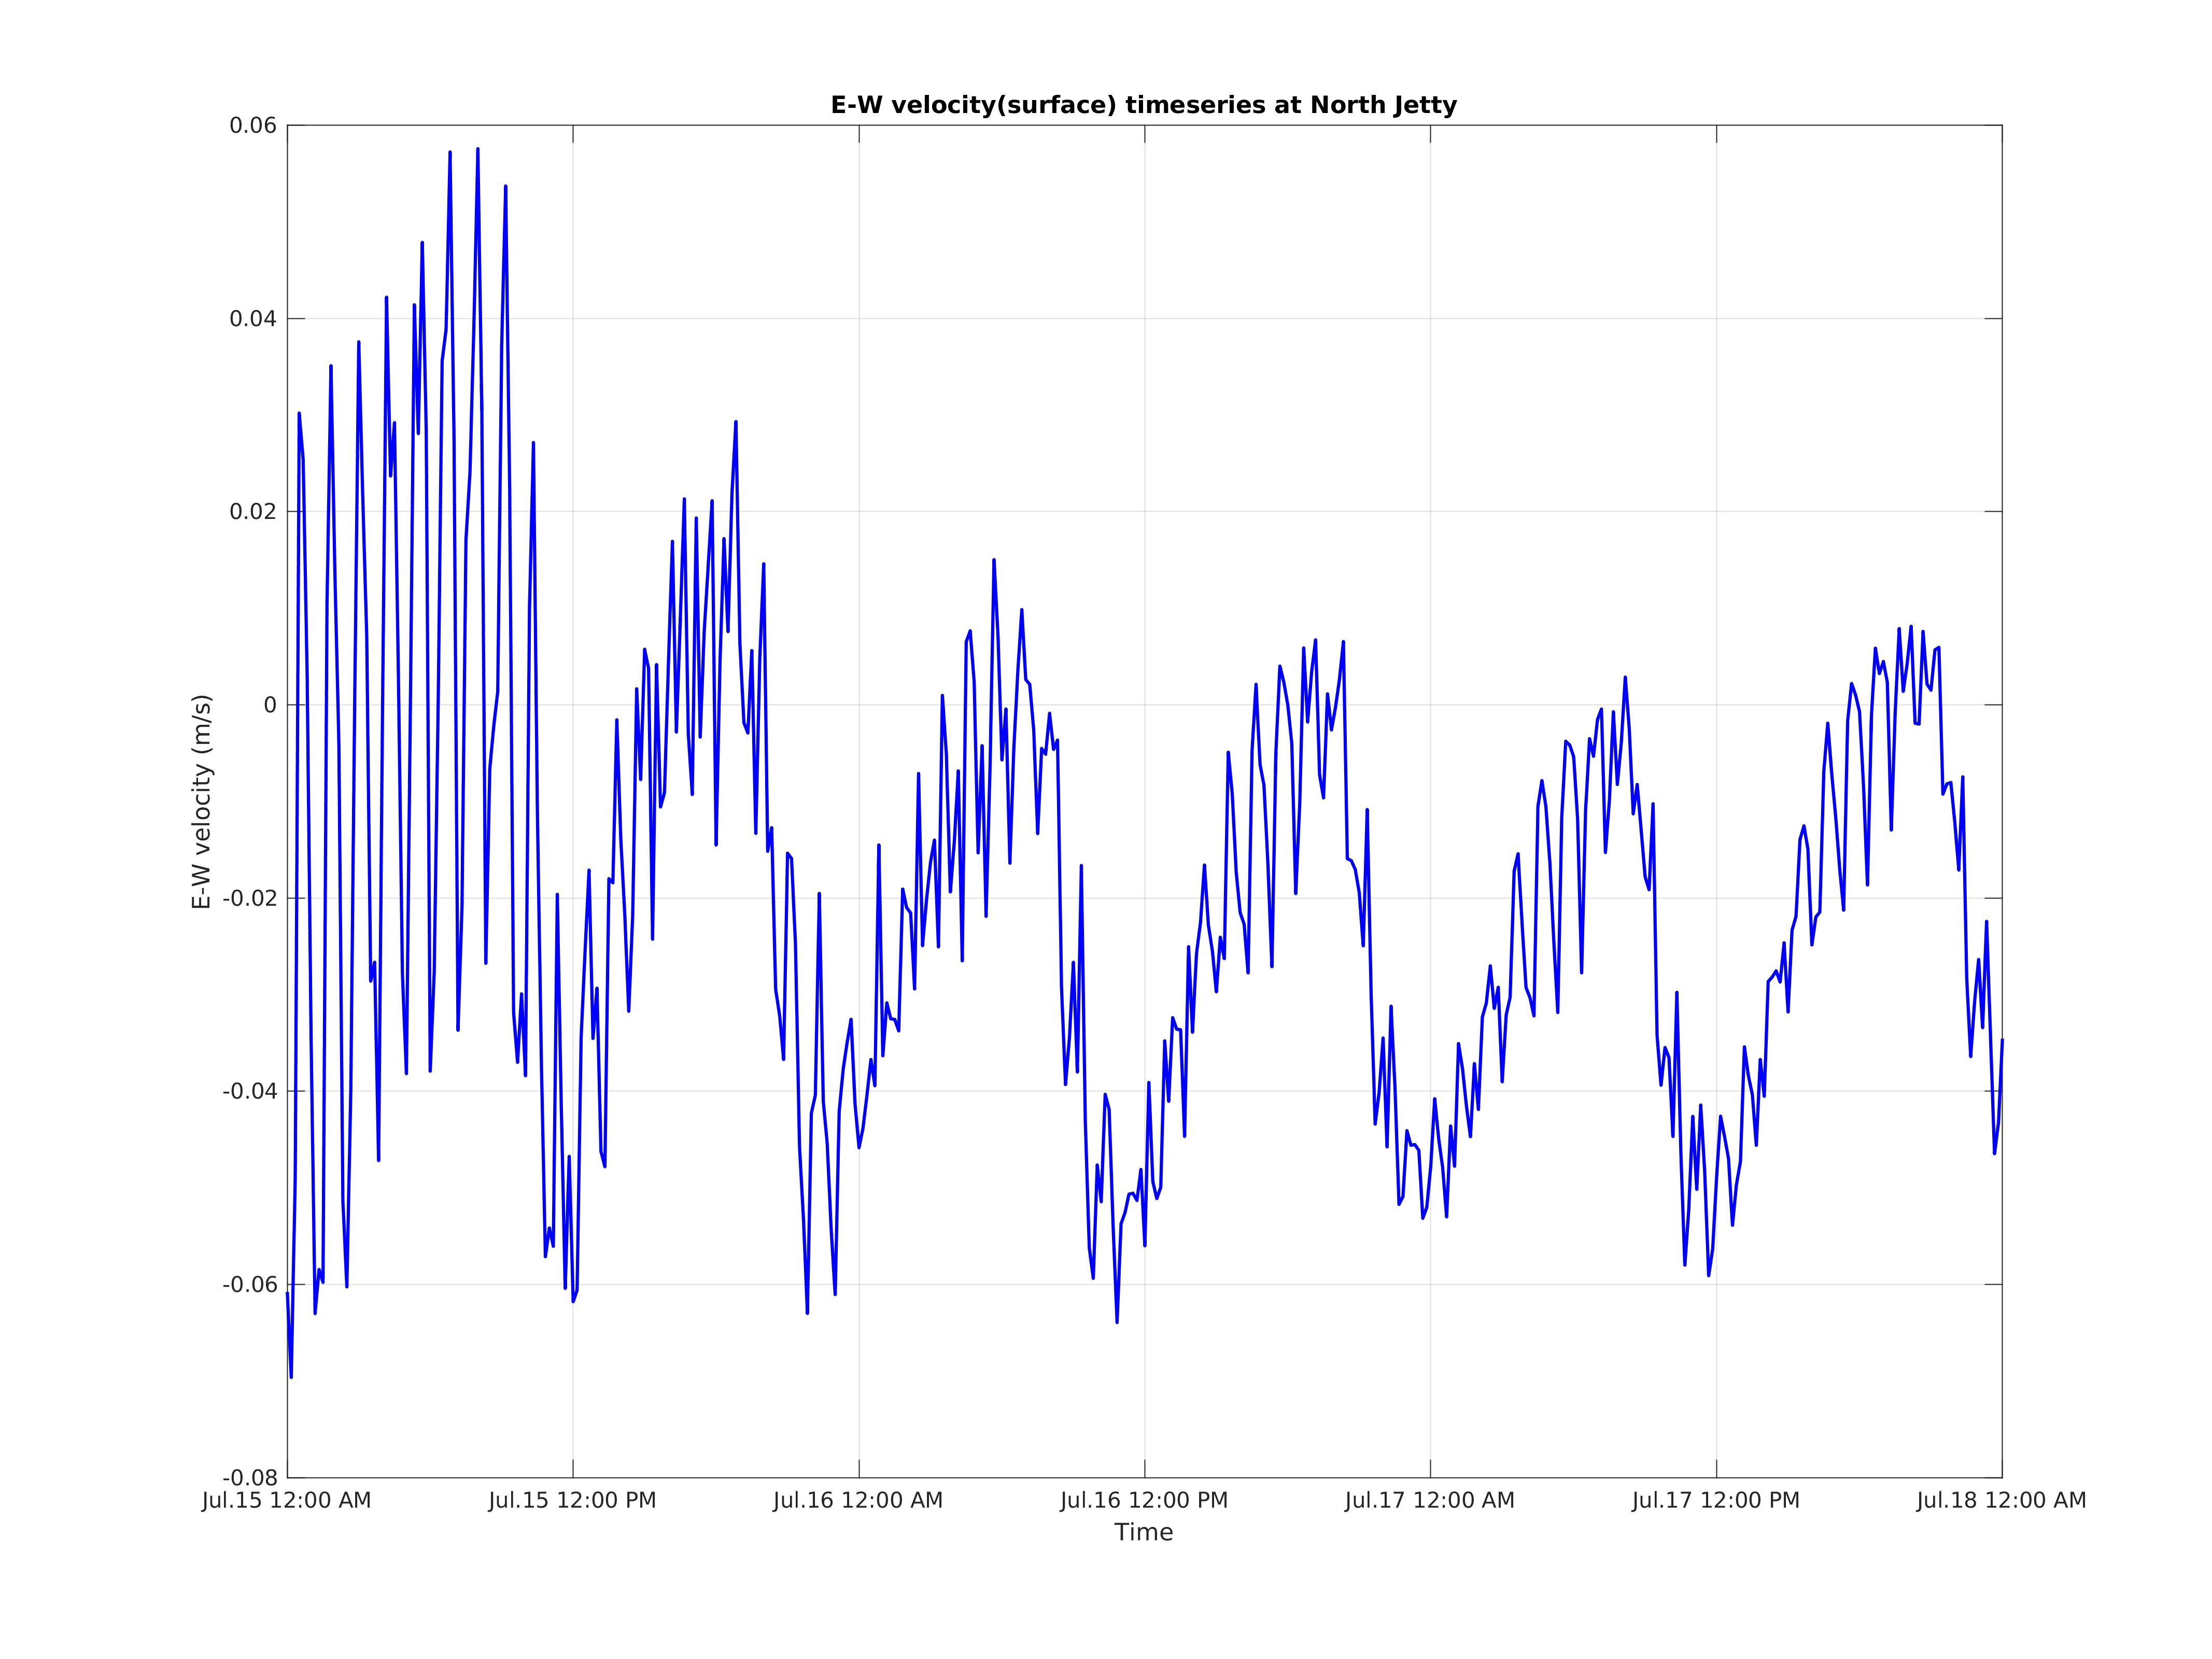 E-W velocity(surface) timeseries at North Jetty
0.06
0.04
0.02
0
-0.02
-0.04
-0.06
-0.08
E-W velocity (m/s)
Jul.15 12:00 AM Jul.15 12:00 PM Jul.16 12:00 AM Jul.16 12:00 PM Jul.17 12:00 AM Jul.17 12:00 PM Jul.18 12:00 AM
Time